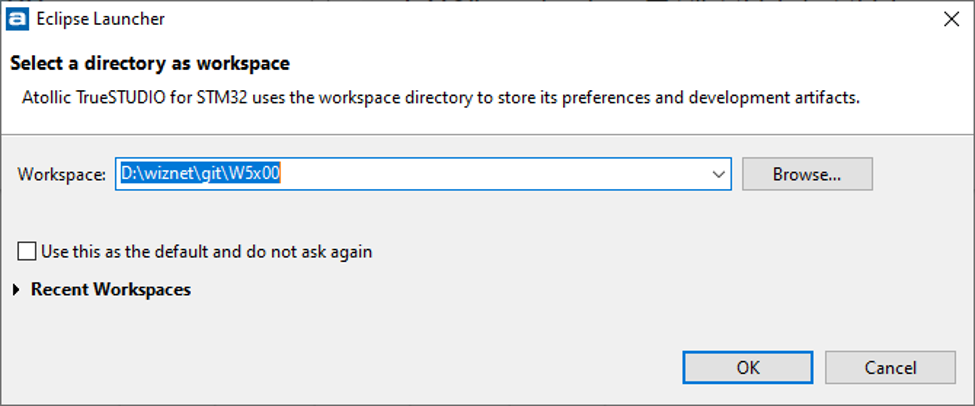 Eclipse Launcher
Select a directory as workspace
Atollic TrueSTUDIO for STM32 uses the workspace directory to store its preferences and development artifacts.
Workspace: D:\wiznet\git\W5x00 Browse...
Use this as the default and do not ask again
Recent Workspaces
OK Cancel